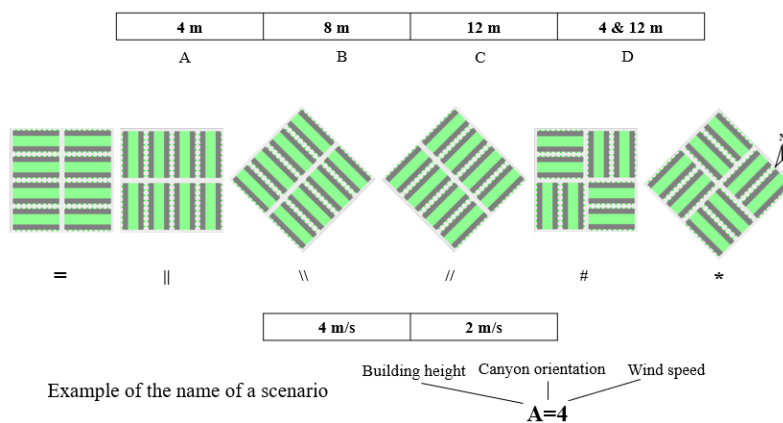 4 m 8 m 12 m 4 & 12 m
A B C D
N
= || \\ // # *
4 m/s 2 m/s
Building height Canyon orientation Wind speed
Example of the name of a scenario
A=4